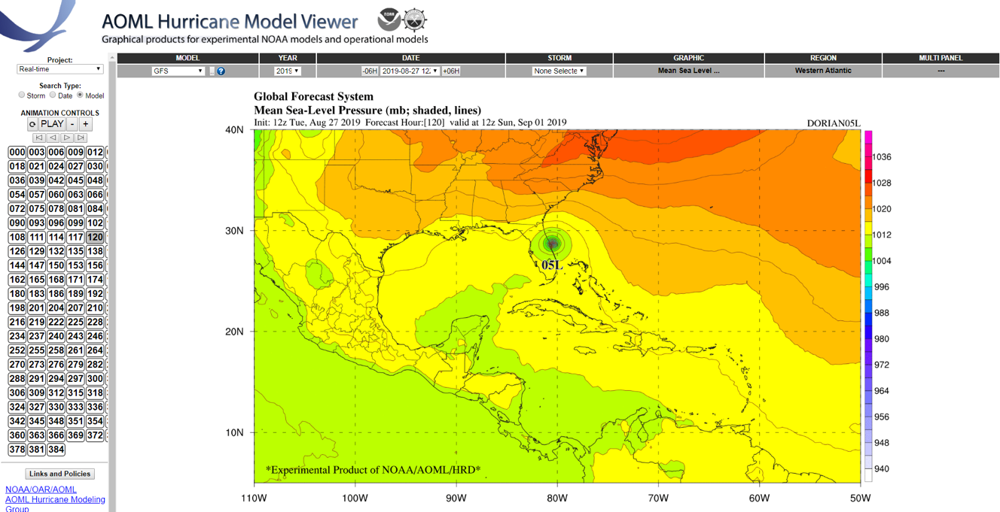 AOML Hurricane Model Viewer
NOAA
Graphical products for experimental NOAA models and operational models
Project:
Real-time
Search Type:
Storm Date Model
ANIMATION CONTROLS
PLAY - +
000 003 006 009 012
018 021 024 027 030
036 039 042 045 048
054 057 060 063 066
072 075 078 081 084
090 093 096 099 102
108 111 114 117 120
126 129 132 135 138
144 147 150 153 156
162 165 168 171 174
180 183 186 189 192
198 201 204 207 210
216 219 222 225 228
234 237 240 243 246
252 255 258 261 264
270 273 276 279 282
288 291 294 297 300
306 309 312 315 318
324 327 330 333 336
342 345 348 351 354
360 363 366 369 372
378 381 384
Links and Policies
NOAA/OAR/AOML
AOML Hurricane Modeling
Group
MODEL YEAR DATE STORM GRAPHIC REGION MULTI PANEL
GFS ... ? 2019 -06H 2019-08-27 12z +06H None Selecte Mean Sea Level ... Western Atlantic ---
Global Forecast System
Mean Sea-Level Pressure (mb; shaded, lines)
Init: 12z Tue, Aug 27 2019 Forecast Hour:[120] valid at 12z Sun, Sep 01 2019 DORIAN05L
40N
30N
20N
10N
05L
*Experimental Product of NOAA/AOML/HRD*
110W 100W 90W 80W 70W 60W 50W
1036
1028
1020
1012
1004
996
988
980
972
964
956
948
940